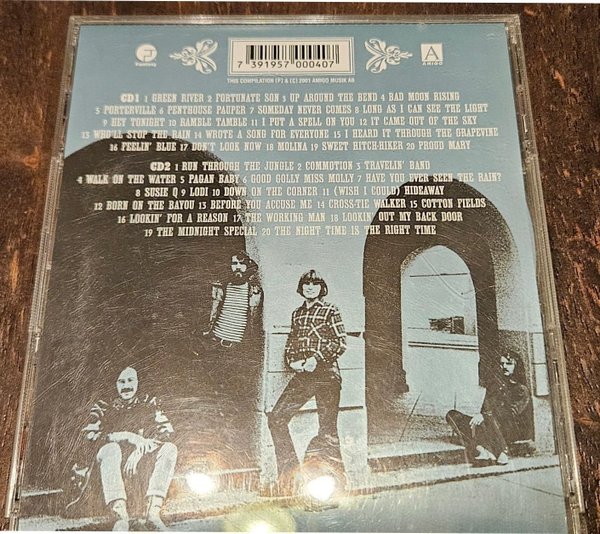 7 391957 000407
Fantasy
A
AMIGO
THIS COMPILATION (P) & (C) 2001 AMIGO MUSIK AB
CD1 1 GREEN RIVER 2 FORTUNATE SON 3 UP AROUND THE BEND 4 BAD MOON RISING
5 PORTERVILLE 6 PENTHOUSE PAUPER 7 SOMEDAY NEVER COMES 8 LONG AS I CAN SEE THE LIGHT
9 HEY TONIGHT 10 RAMBLE TAMBLE 11 I PUT A SPELL ON YOU 12 IT CAME OUT OF THE SKY
13 WHO'LL STOP THE RAIN 14 WROTE A SONG FOR EVERYONE 15 I HEARD IT THROUGH THE GRAPEVINE
16 FEELIN' BLUE 17 DON'T LOOK NOW 18 MOLINA 19 SWEET HITCH-HIKER 20 PROUD MARY
CD2 1 RUN THROUGH THE JUNGLE 2 COMMOTION 3 TRAVELIN' BAND
4 WALK ON THE WATER 5 PAGAN BABY 6 GOOD GOLLY MISS MOLLY 7 HAVE YOU EVER SEEN THE RAIN?
8 SUSIE Q 9 LODI 10 DOWN ON THE CORNER 11 (WISH I COULD) HIDEAWAY
12 BORN ON THE BAYOU 13 BEFORE YOU ACCUSE ME 14 CROSS-TIE WALKER 15 COTTON FIELDS
16 LOOKIN' FOR A REASON 17 THE WORKING MAN 18 LOOKIN' OUT MY BACK DOOR
19 THE MIDNIGHT SPECIAL 20 THE NIGHT TIME IS THE RIGHT TIME